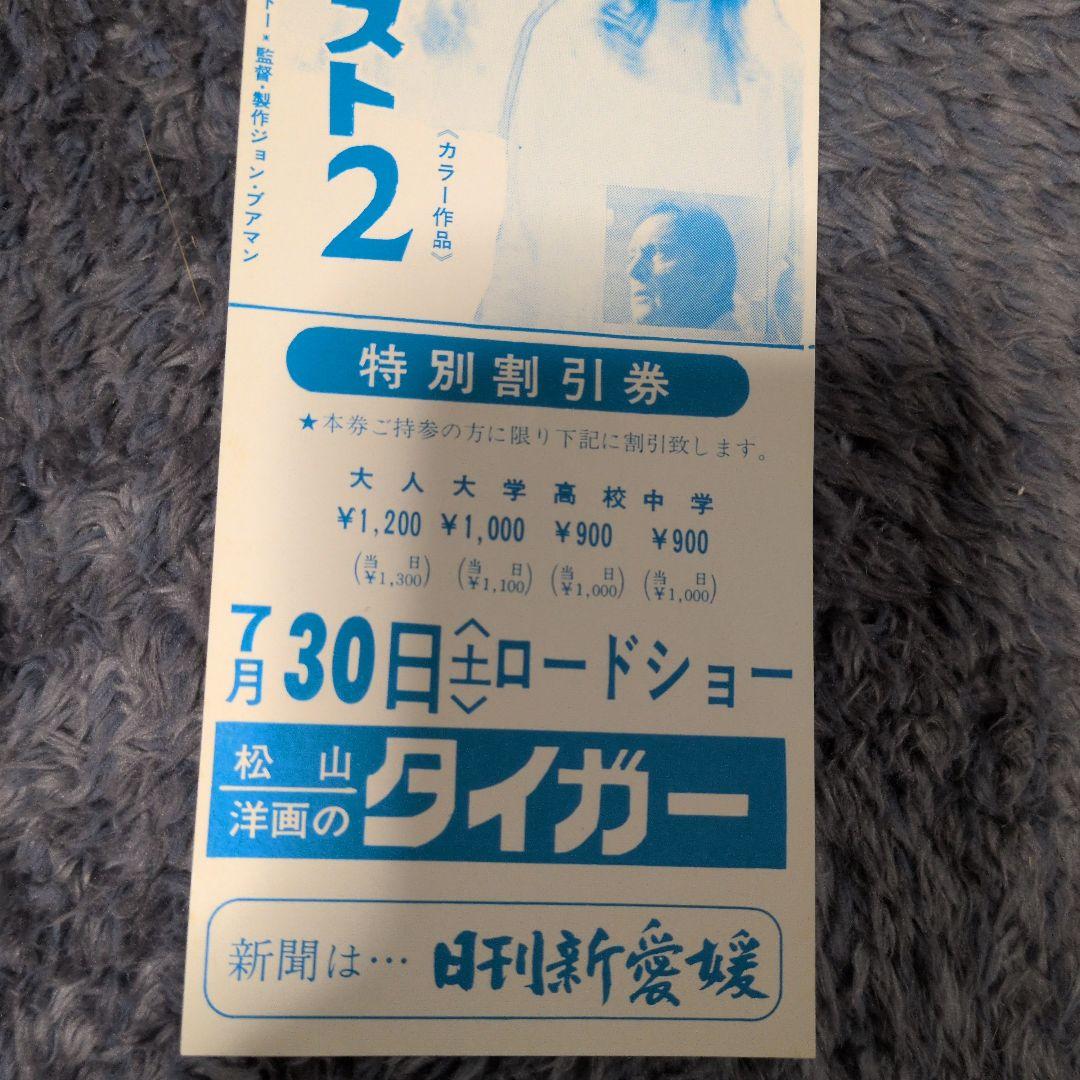 スト2
〈カラー作品〉
トー★監督・製作ジョン・ブアマン
特別割引券
★本券ご持参の方に限り下記に割引致します。
大人 大学 高校 中学
¥1,200 ¥1,000 ¥900 ¥900
(当日¥1,300) (当日¥1,100) (当日¥1,000) (当日¥1,000)
7月30日〈土〉ロードショー
松山
洋画の
タイガー
新聞は… 日刊新愛媛